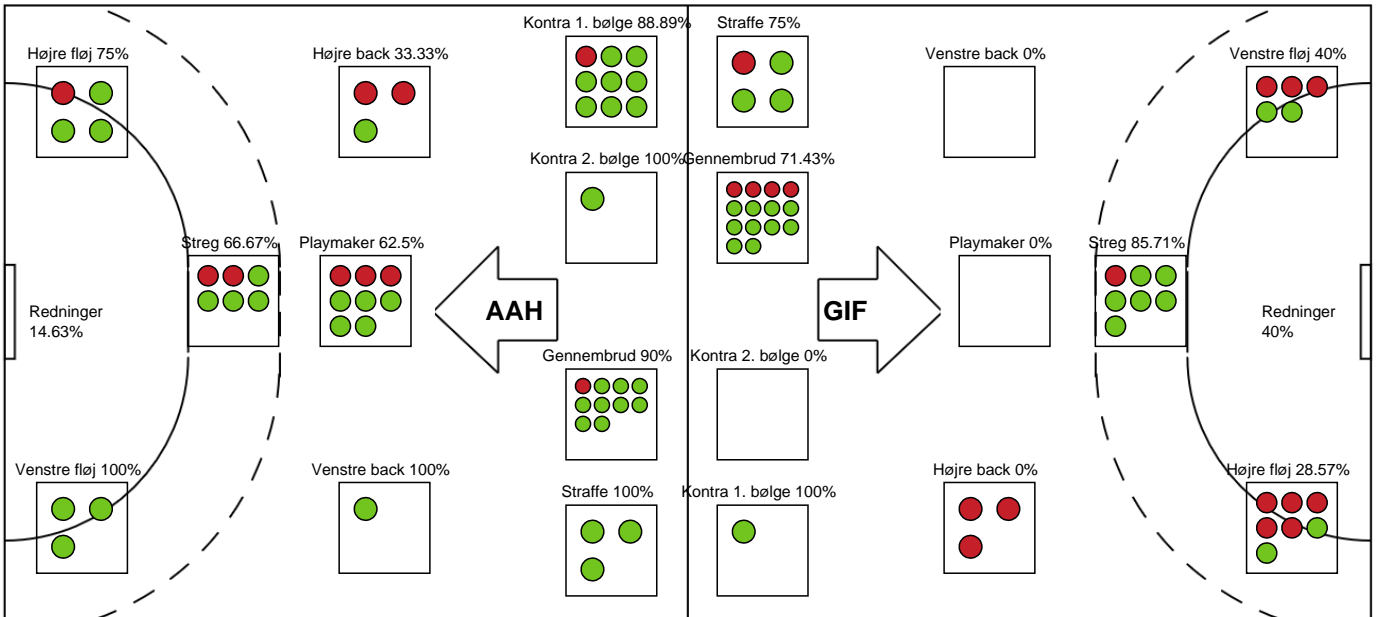 Kontra 1. bølge 88.89%
Straffe 75%
Højre fløj 75%
Højre back 33.33%
Venstre back 0%
Venstre fløj 40%
Kontra 2. bølge 100%
Gennembrud 71.43%
Streg 66.67%
Playmaker 62.5%
Playmaker 0%
Streg 85.71%
Redninger
14.63%
AAH
GIF
Redninger
40%
Gennembrud 90%
Kontra 2. bølge 0%
Venstre fløj 100%
Venstre back 100%
Højre back 0%
Højre fløj 28.57%
Straffe 100%
Kontra 1. bølge 100%